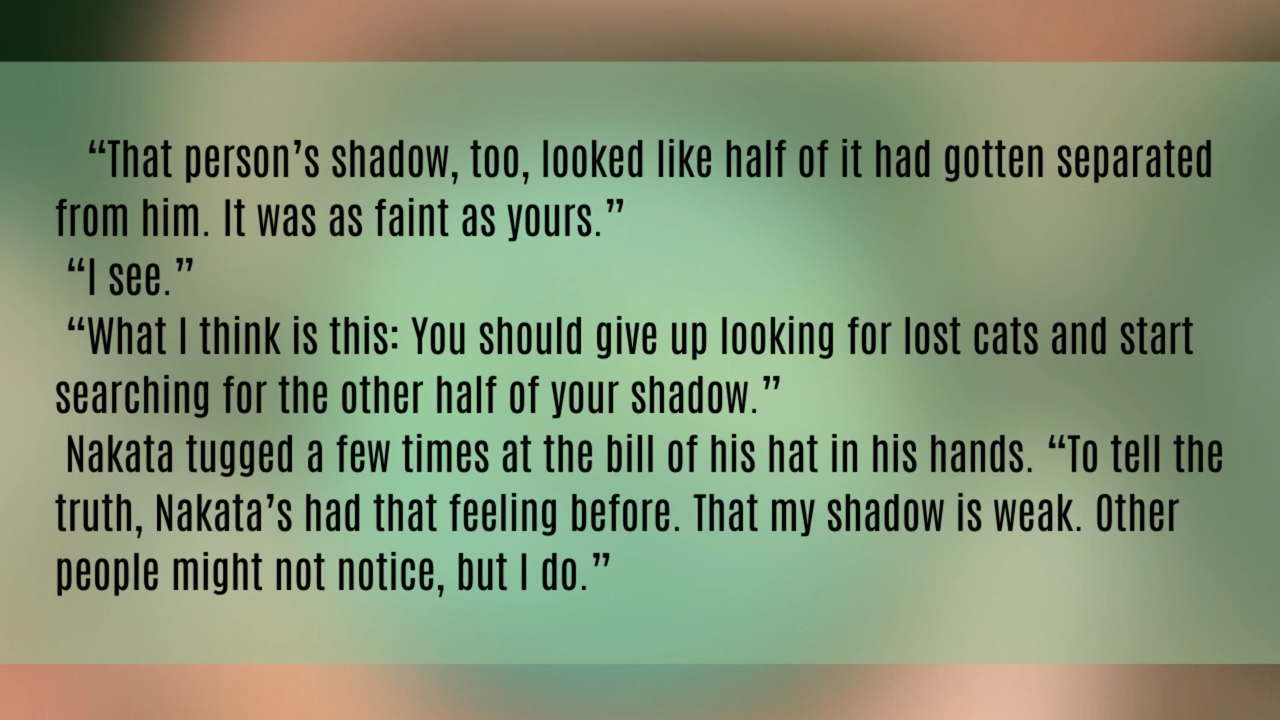 “That person’s shadow, too, looked like half of it had gotten separated
from him. It was as faint as yours.”
“I see.”
“What I think is this: You should give up looking for lost cats and start
searching for the other half of your shadow.”
Nakata tugged a few times at the bill of his hat in his hands. “To tell the
truth, Nakata’s had that feeling before. That my shadow is weak. Other
people might not notice, but I do.”